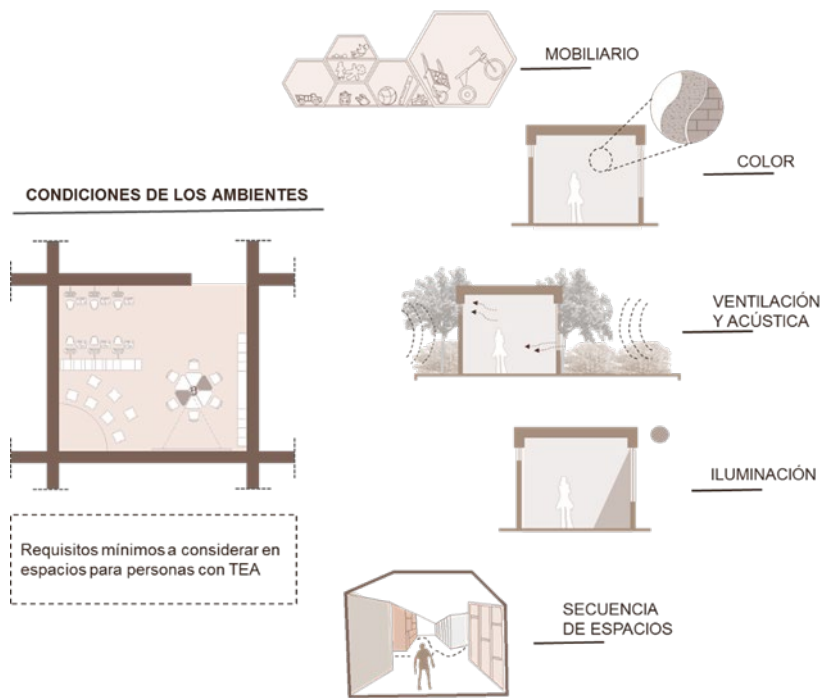 MOBILIARIO
COLOR
CONDICIONES DE LOS AMBIENTES
VENTILACIÓN
Y ACÚSTICA
ILUMINACIÓN
Requisitos mínimos a considerar en
espacios para personas con TEA
SECUENCIA
DE ESPACIOS